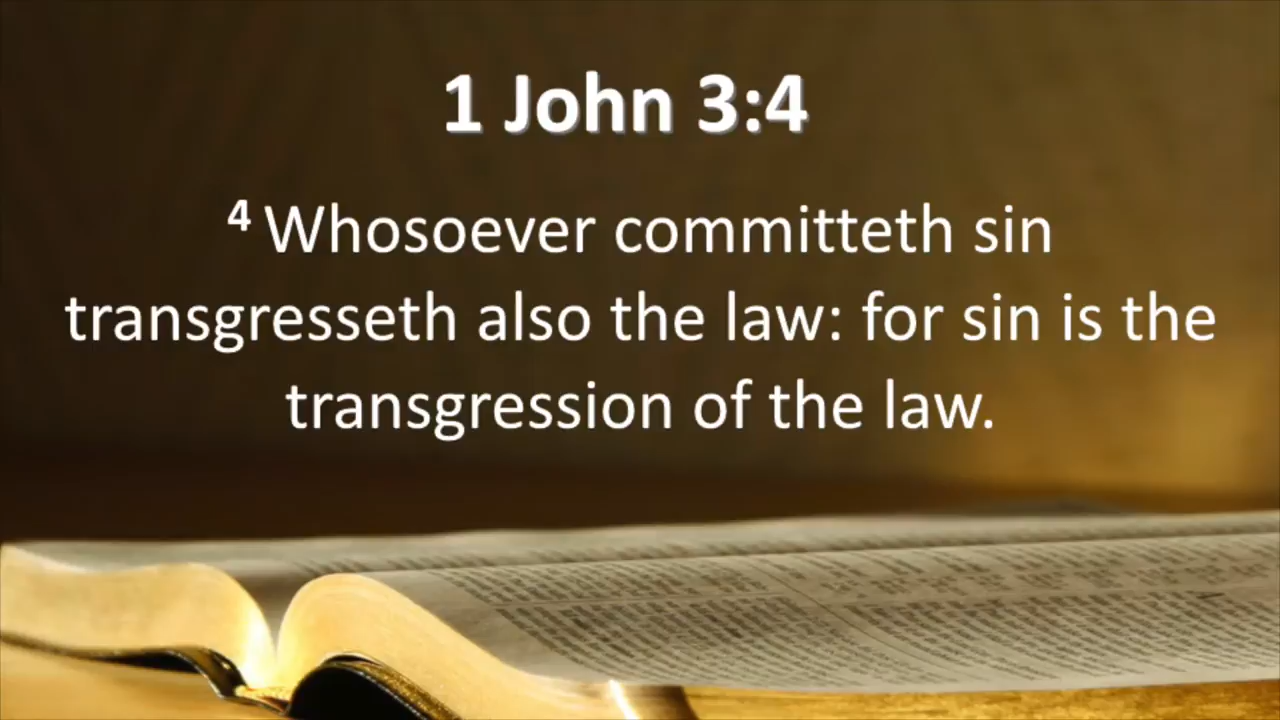 1 John 3:4
4 Whosoever committeth sin
transgresseth also the law: for sin is the
transgression of the law.